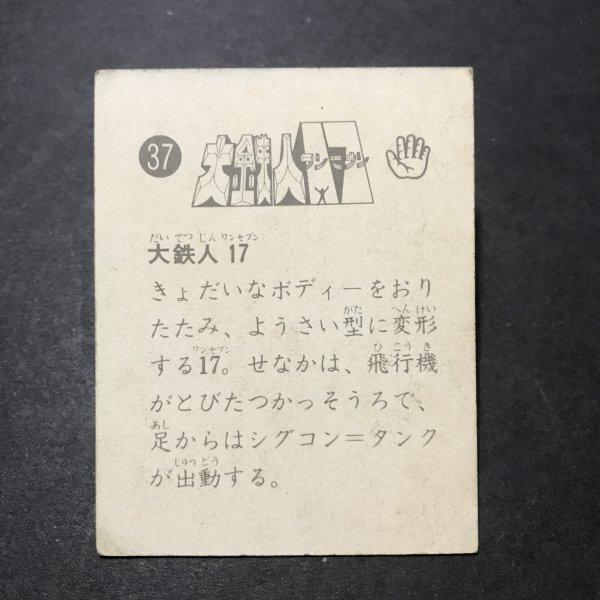 37
大鉄人17
ワンセブン
だいてつじんワンセブン
大鉄人 17
きょだいなボディーをおり
がた へんけい
たたみ、ようさい型に変形
ワンセブン ひこうき
する17。せなかは、飛行機
がとびたつかっそうろで、
あし
足からはシグコン=タンク
しゅつどう
が出動する。